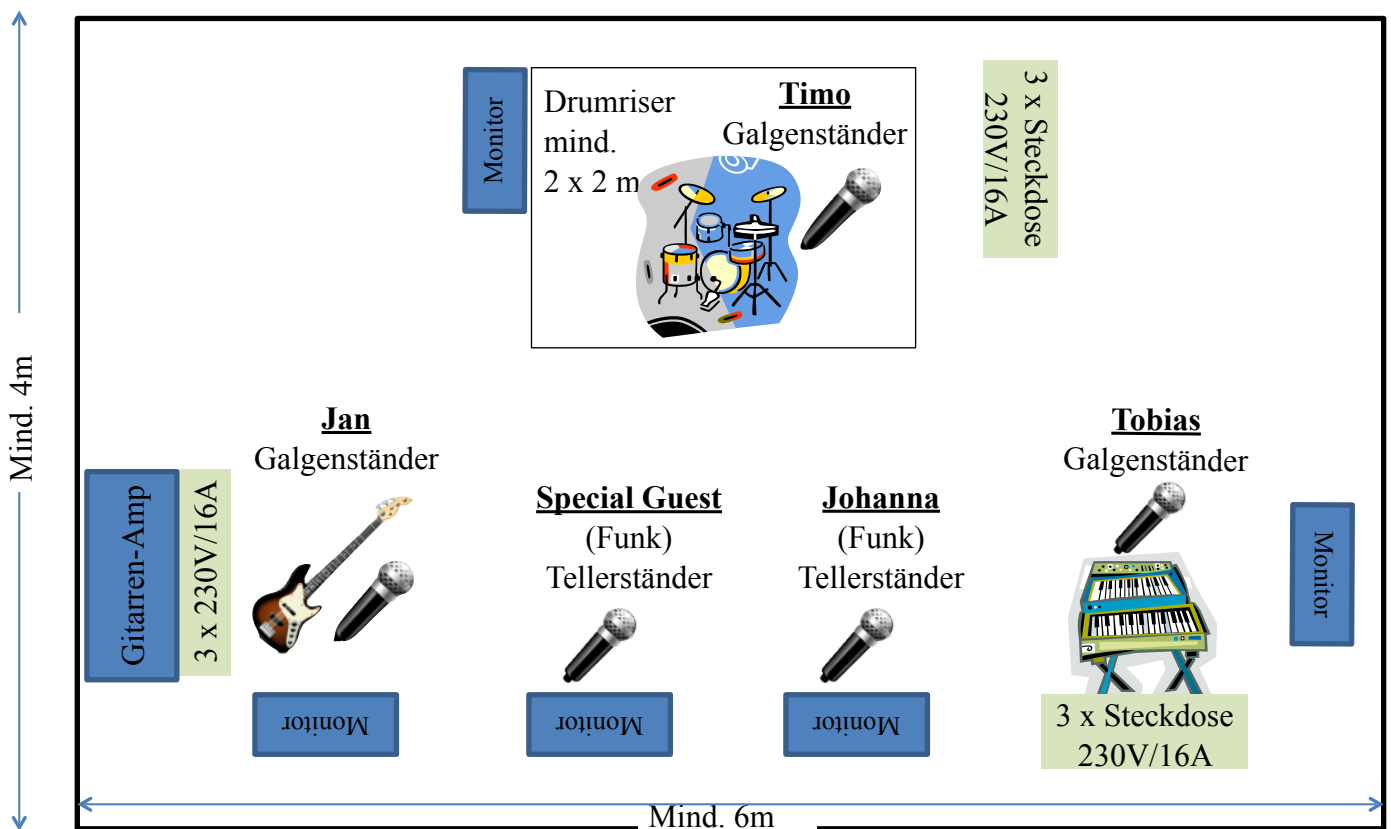 Mind. 4m
Monitor
Drumriser
mind.
2 x 2 m
Timo
Galgenständer
3 x Steckdose
230V/16A
Jan
Galgenständer
Tobias
Galgenständer
Gitarren-Amp
3 x 230V/16A
Special Guest
(Funk)
Tellerständer
Johanna
(Funk)
Tellerständer
Monitor
Monitor
Monitor
Monitor
3 x Steckdose
230V/16A
Mind. 6m